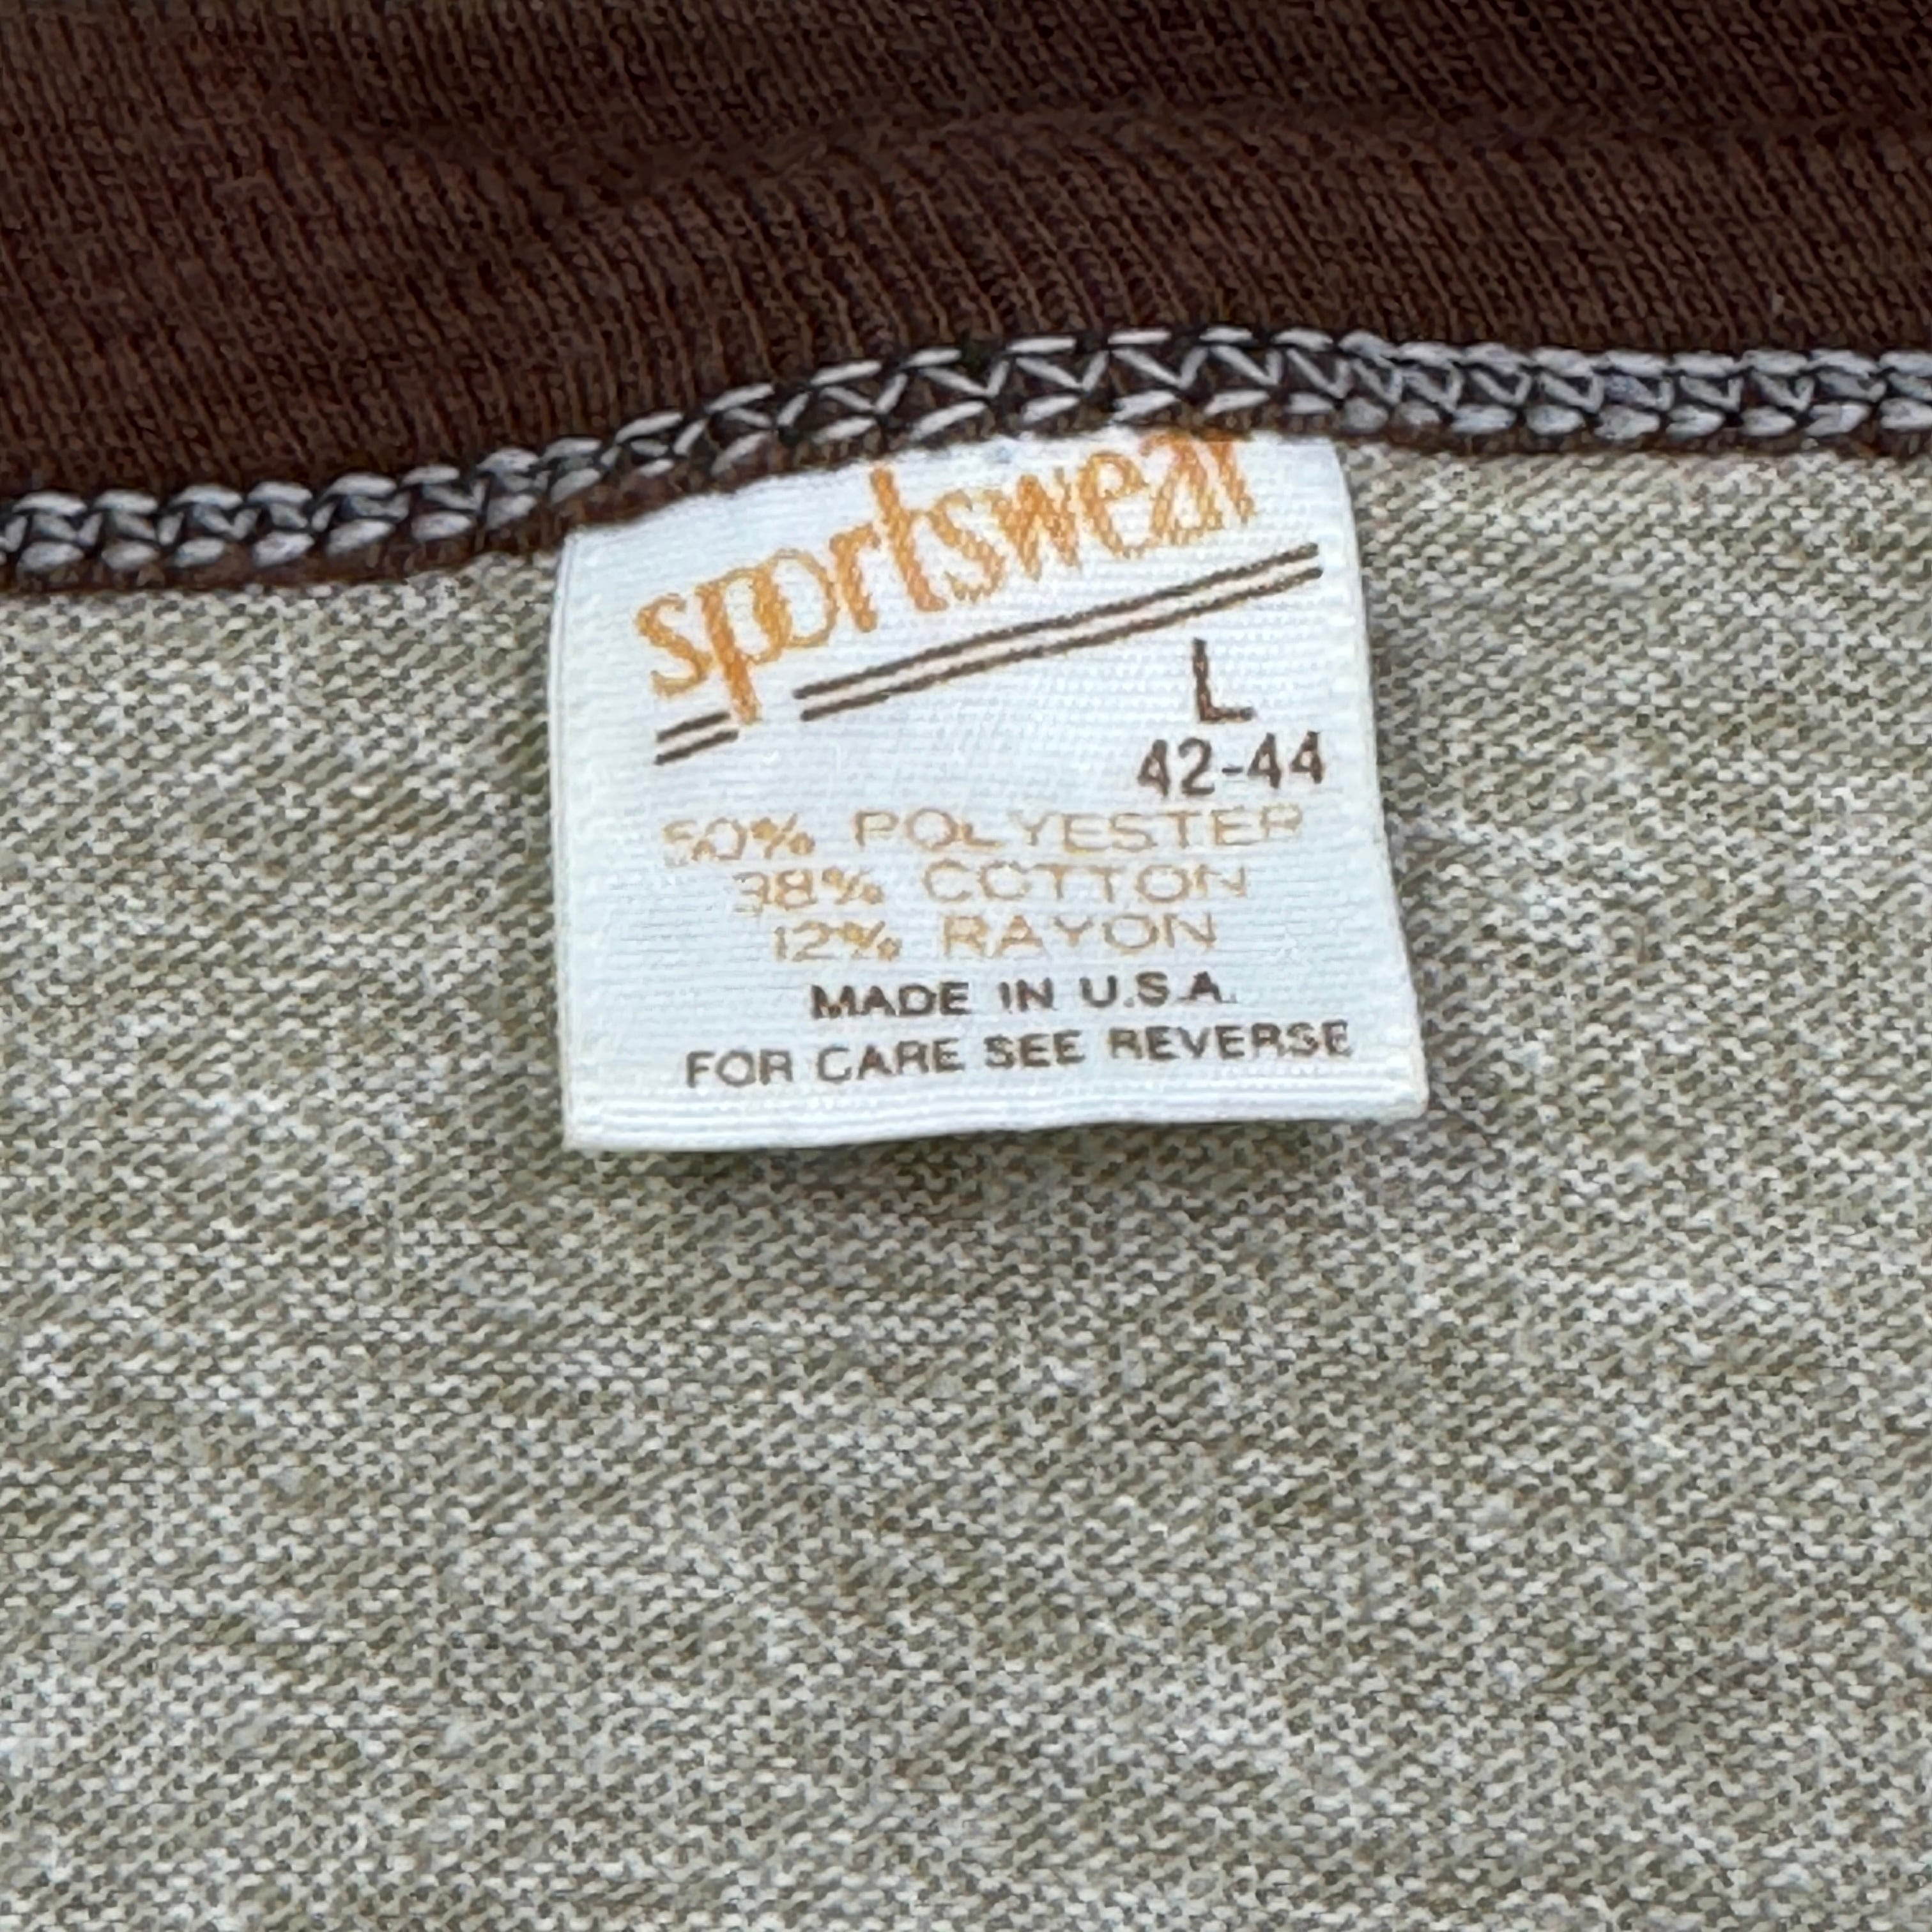 sportswear
L
42-44
50% POLYESTER
38% COTTON
12% RAYON
MADE IN U.S.A.
FOR CARE SEE REVERSE